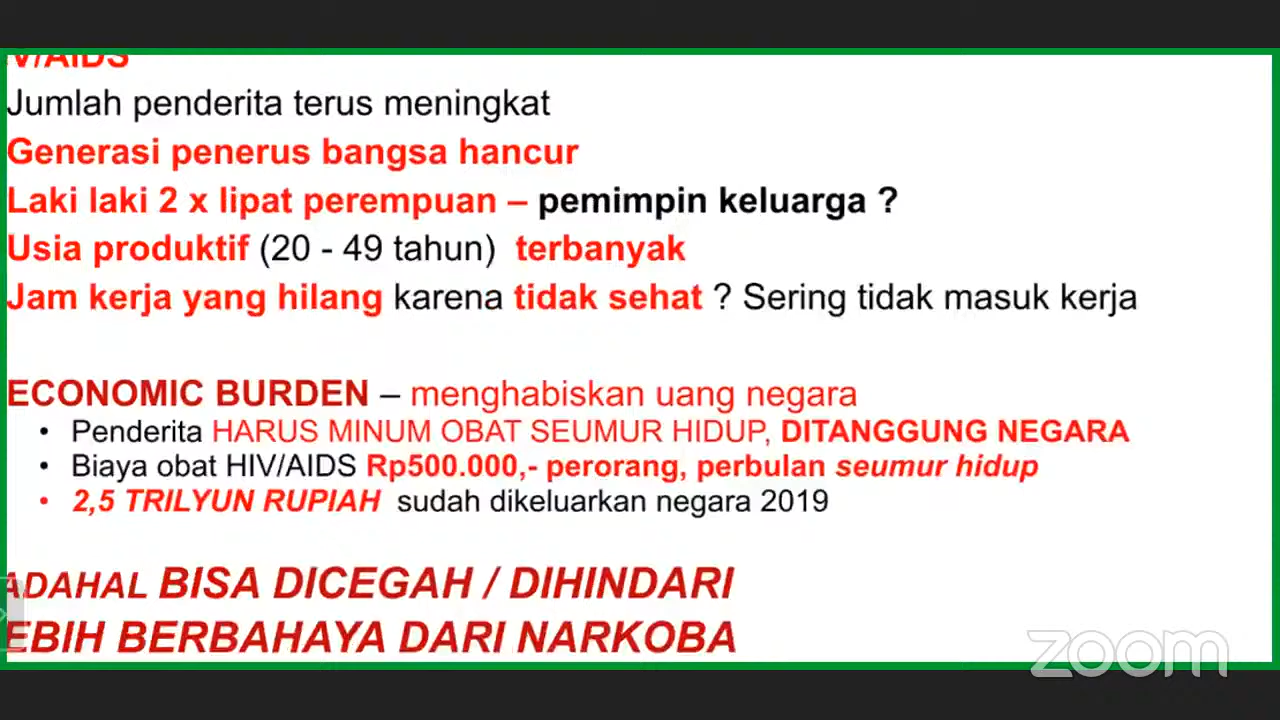 V/AIDS
Jumlah penderita terus meningkat
Generasi penerus bangsa hancur
Laki laki 2 x lipat perempuan – pemimpin keluarga ?
Usia produktif (20 - 49 tahun) terbanyak
Jam kerja yang hilang karena tidak sehat ? Sering tidak masuk kerja
ECONOMIC BURDEN – menghabiskan uang negara
• Penderita HARUS MINUM OBAT SEUMUR HIDUP, DITANGGUNG NEGARA
• Biaya obat HIV/AIDS Rp500.000,- perorang, perbulan seumur hidup
• 2,5 TRILYUN RUPIAH sudah dikeluarkan negara 2019
ADAHAL BISA DICEGAH / DIHINDARI
EBIH BERBAHAYA DARI NARKOBA
zoom